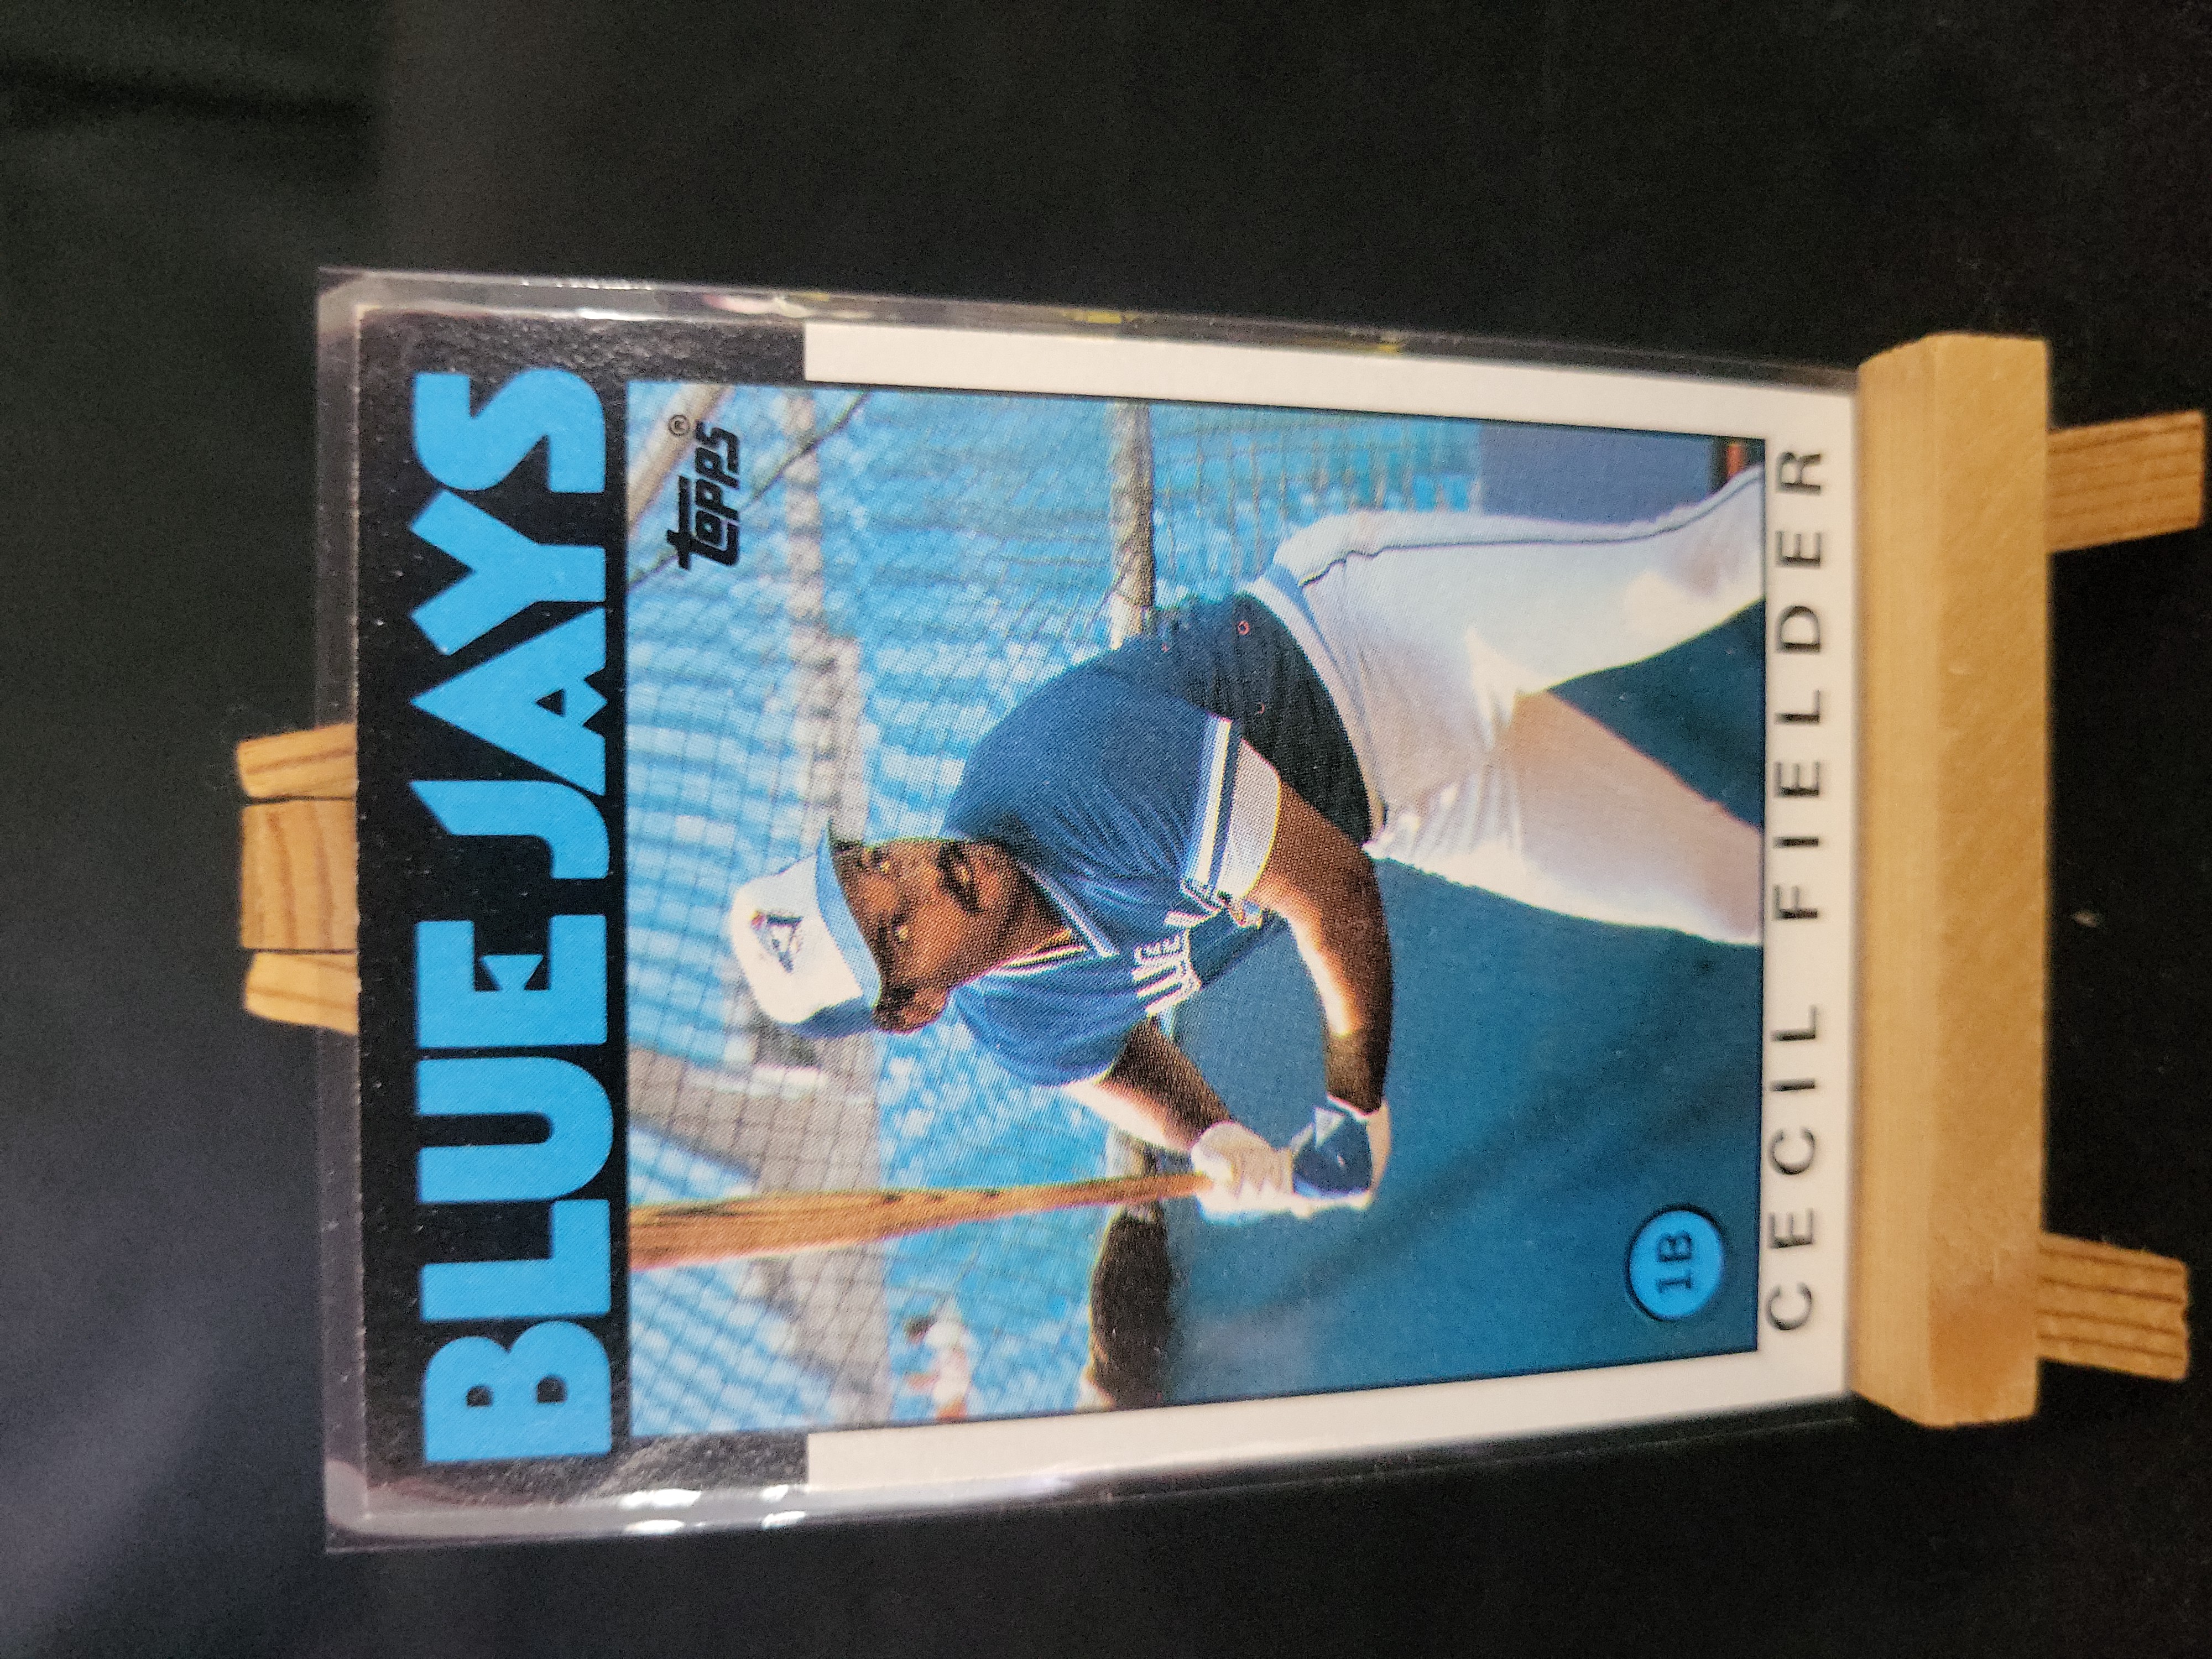 BLUE JAYS
topps®
1B
CECIL FIELDER